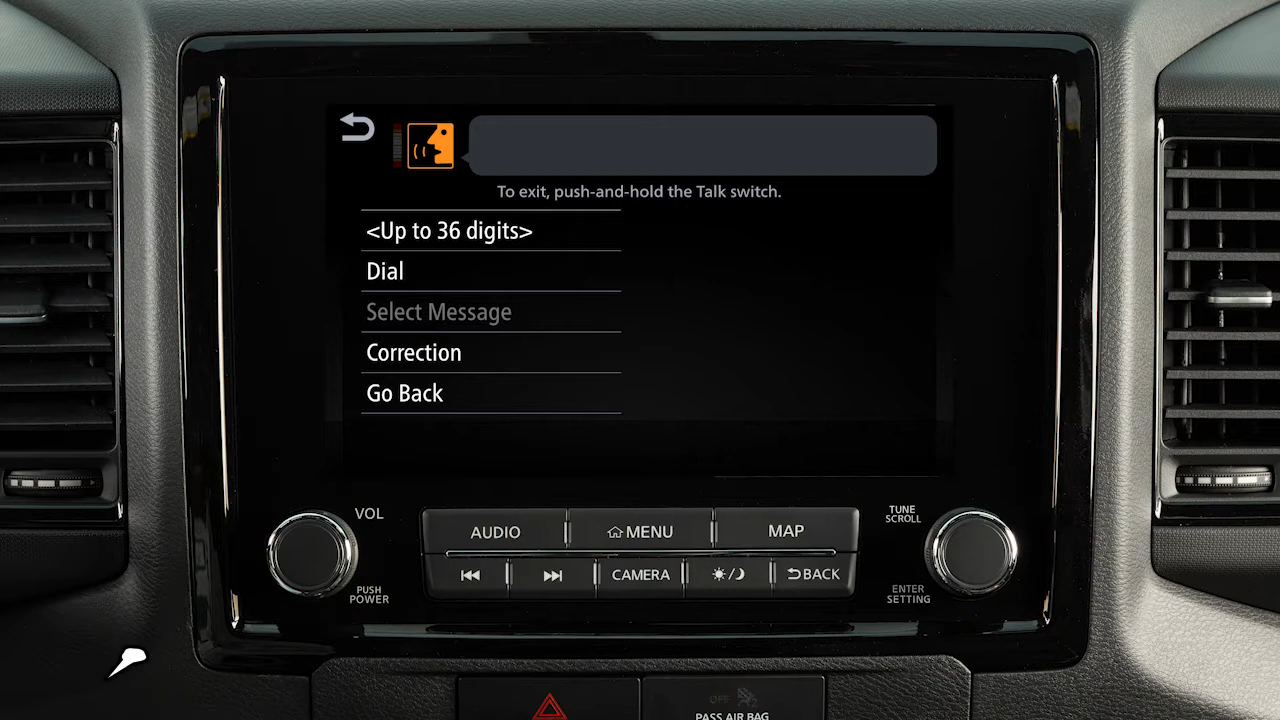 To exit, push-and-hold the Talk switch.
<Up to 36 digits>
Dial
Select Message
Correction
Go Back
VOL
PUSH
POWER
AUDIO
MENU
MAP
CAMERA
BACK
TUNE
SCROLL
ENTER
SETTING
OFF
PASS AIR BAG